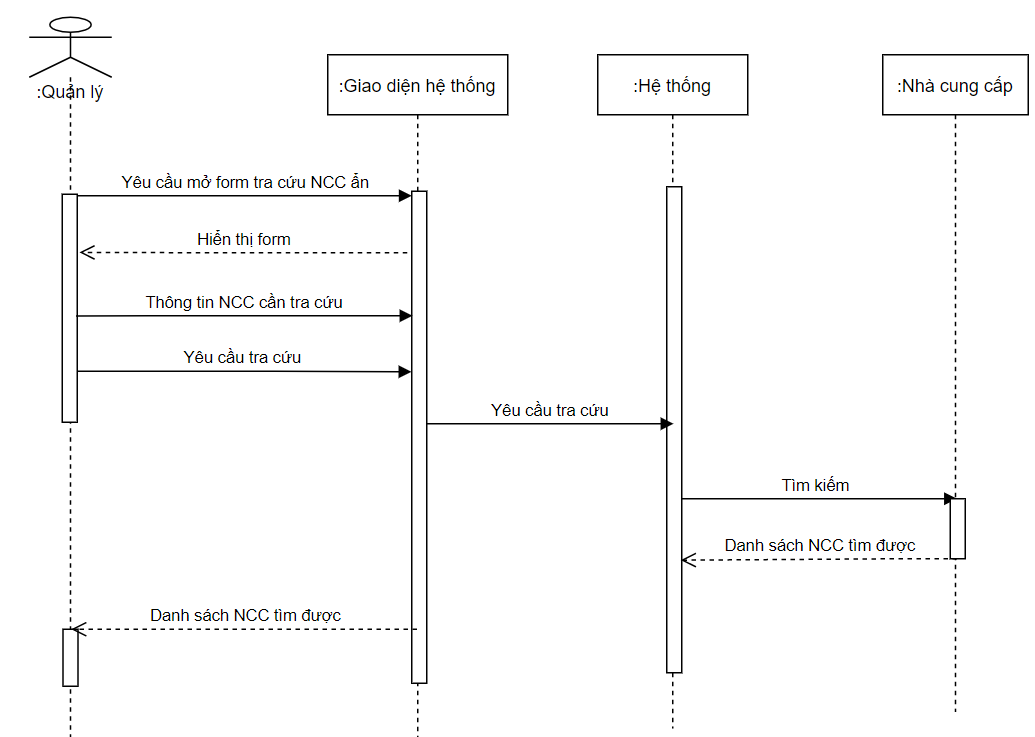 :Quản lý
:Giao diện hệ thống
:Hệ thống
:Nhà cung cấp
Yêu cầu mở form tra cứu NCC ẩn
Hiển thị form
Thông tin NCC cần tra cứu
Yêu cầu tra cứu
Yêu cầu tra cứu
Tìm kiếm
Danh sách NCC tìm được
Danh sách NCC tìm được